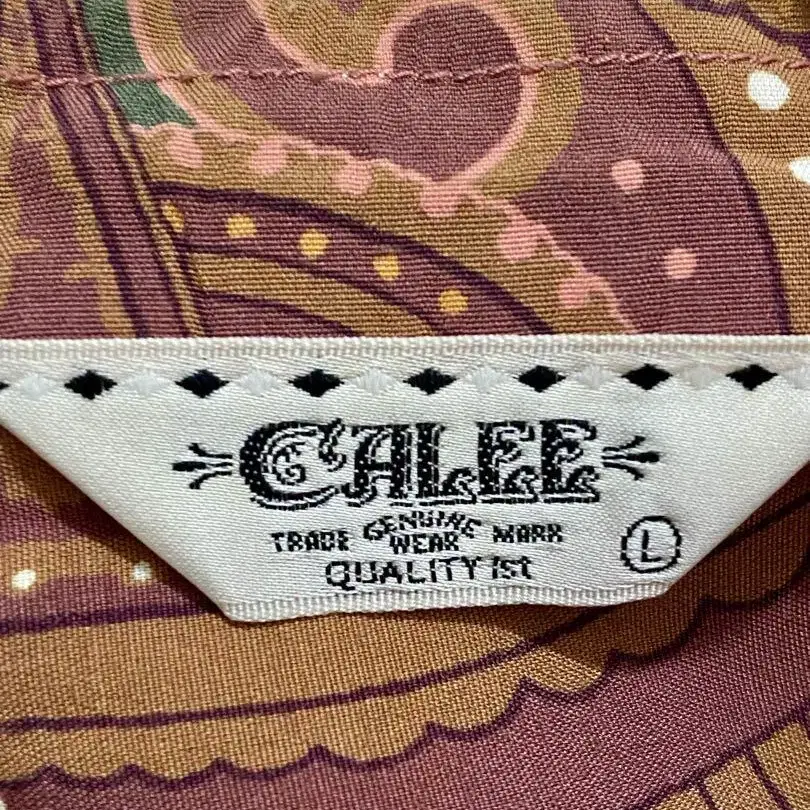 CALEE
TRADE GENUINE WEAR MARK
QUALITY 1st
L